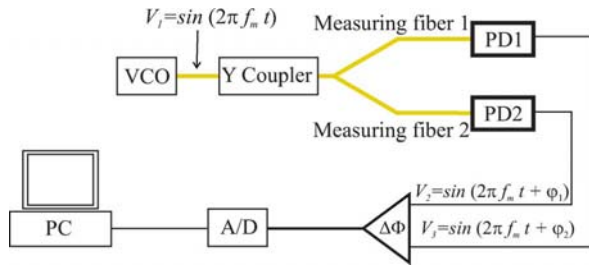 V₁=sin (2π fₘ t)
Measuring fiber 1
PD1
VCO
Y Coupler
PD2
Measuring fiber 2
V₂=sin (2π fₘ t + φ₁)
PC
A/D
ΔΦ
V₃=sin (2π fₘ t + φ₂)